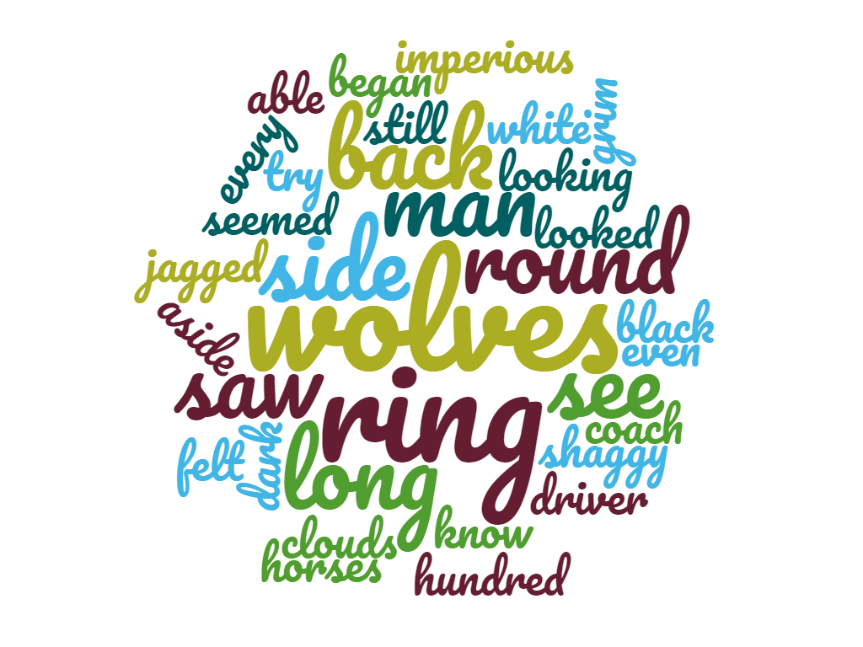 imperious
began
able
grim
still
white
back
every
try
looking
man
seemed
looked
round
side
jagged
wolves
aside
black
even
saw
ring
see
coach
shaggy
felt
dark
long
driver
know
clouds
horses
hundred